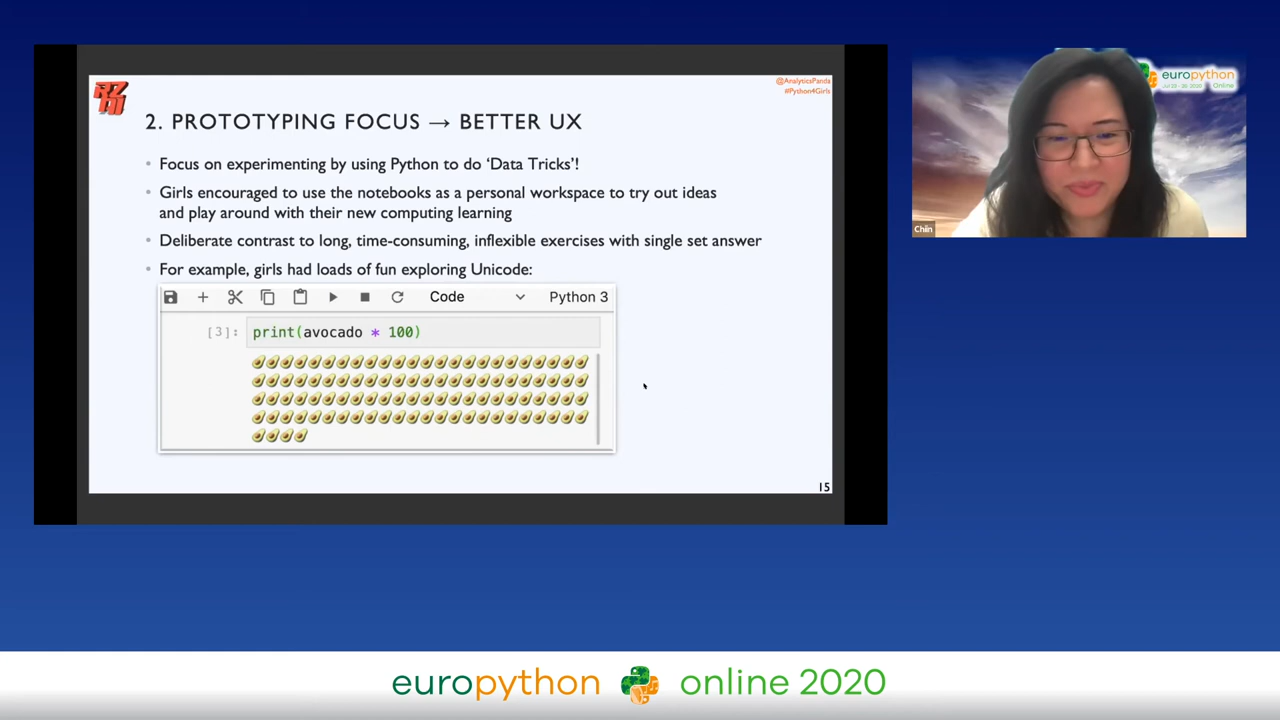 @AnalyticsPanda
#Python4Girls
2. PROTOTYPING FOCUS → BETTER UX
• Focus on experimenting by using Python to do ‘Data Tricks’!
• Girls encouraged to use the notebooks as a personal workspace to try out ideas
and play around with their new computing learning
• Deliberate contrast to long, time-consuming, inflexible exercises with single set answer
• For example, girls had loads of fun exploring Unicode:
Code Python 3
[3]: print(avocado * 100)
15
europython
Online
Chiin
europython online 2020